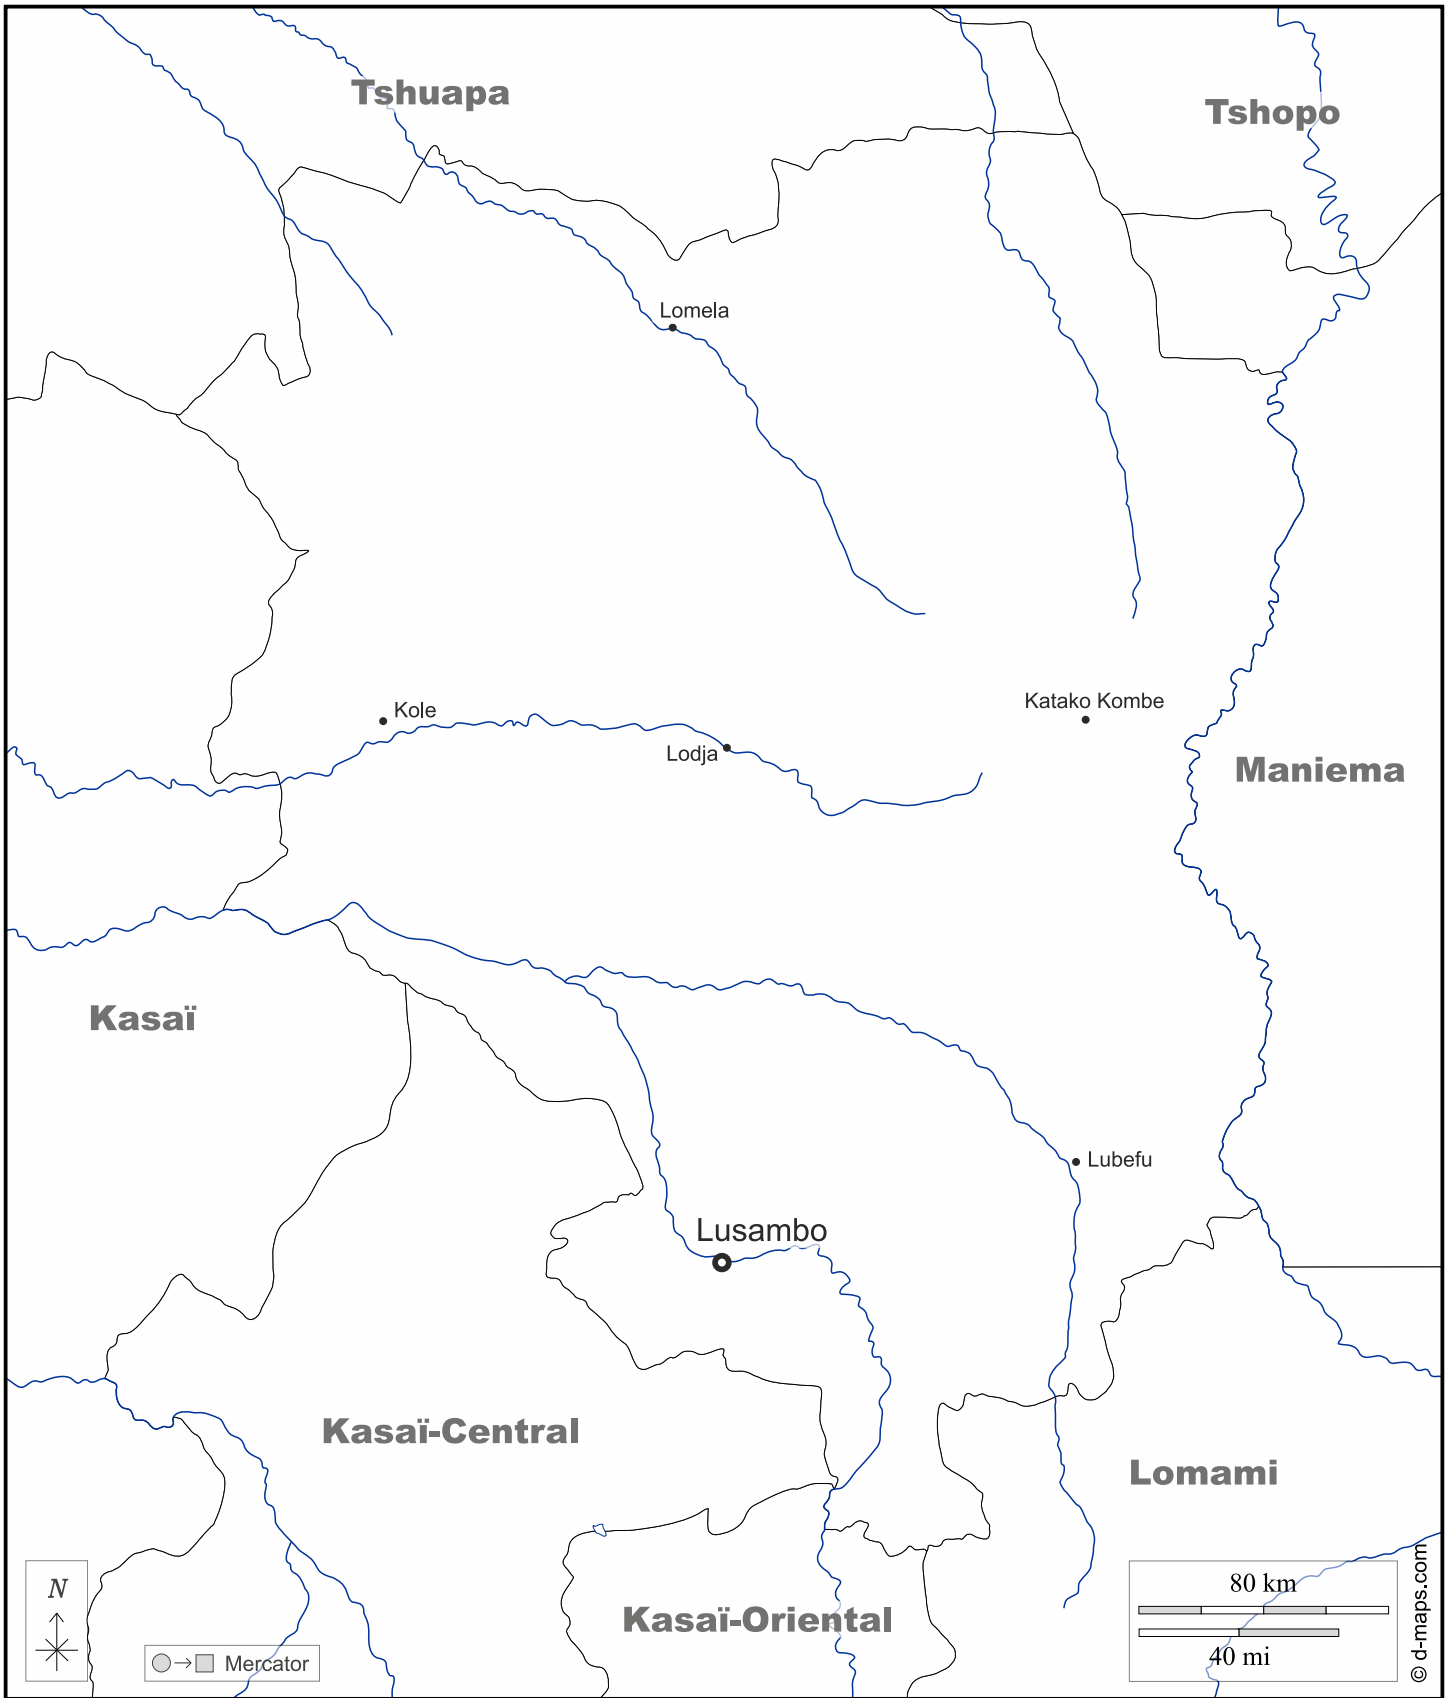 Tshuapa
Tshopo
Lomela
Kole
Katako Kombe
Lodja
Maniema
Kasaï
Lubefu
Lusambo
Kasaï-Central
Lomami
Kasaï-Oriental
N
Mercator
80 km
40 mi
© d-maps.com